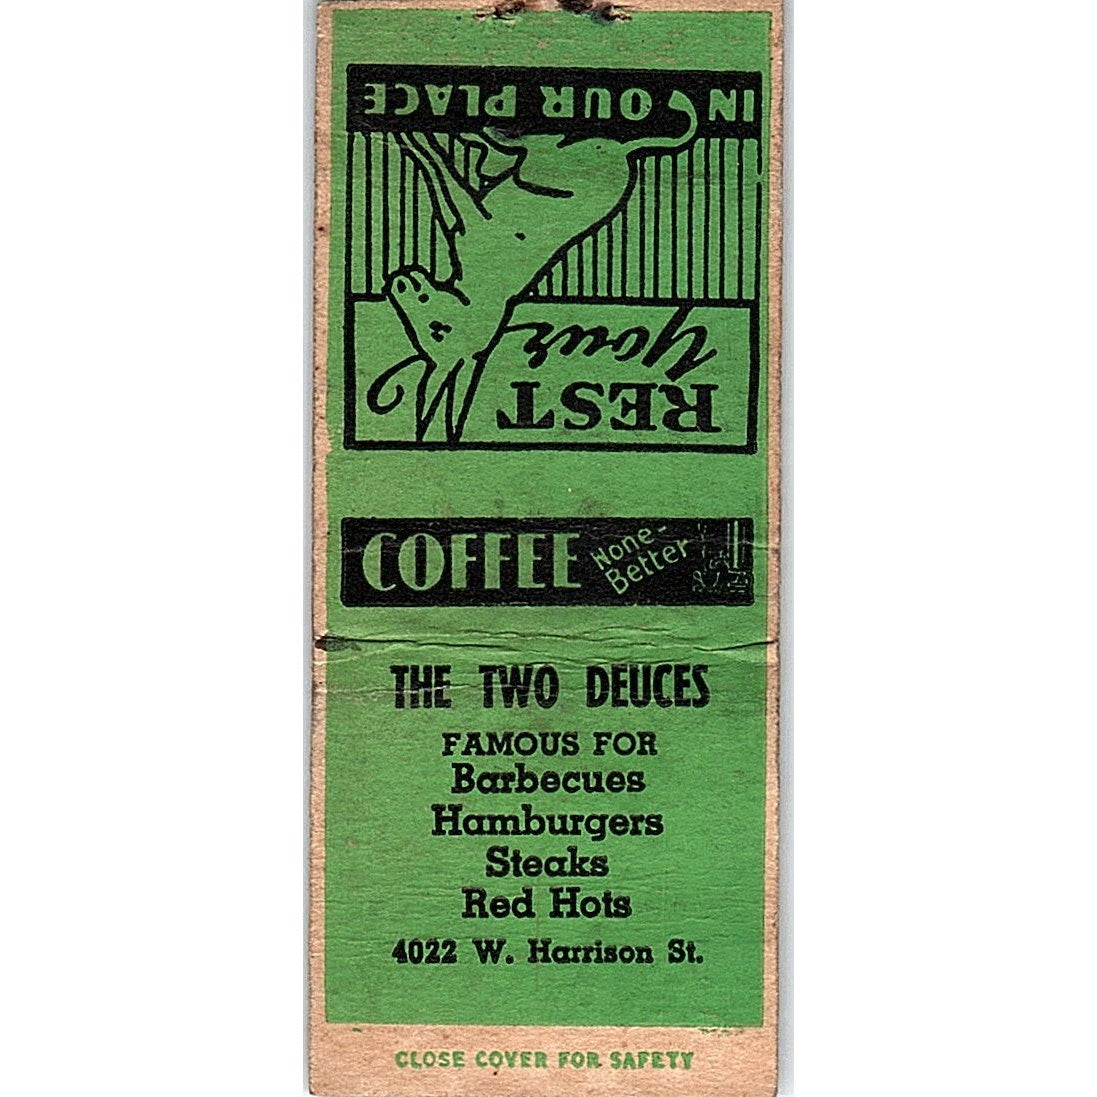 REST
Your
IN OUR PLACE
COFFEE None-
Better
THE TWO DEUCES
FAMOUS FOR
Barbecues
Hamburgers
Steaks
Red Hots
4022 W. Harrison St.
CLOSE COVER FOR SAFETY